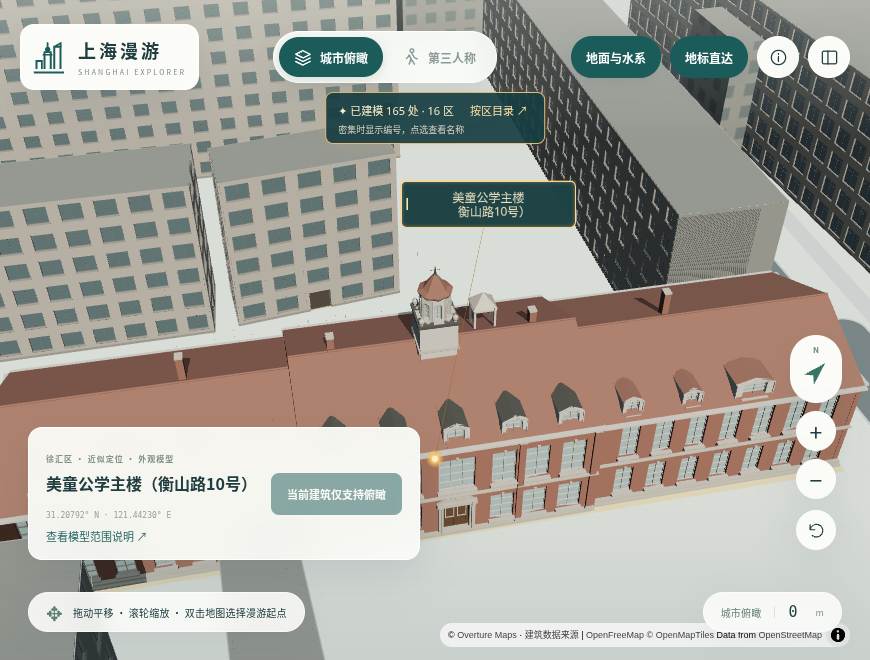 上海漫游
SHANGHAI EXPLORER
城市俯瞰
第三人称
地面与水系
地标直达
✦ 已建模 165 处 · 16 区 按区目录 ↗
密集时显示编号，点选查看名称
美童公学主楼
衡山路10号）
N
徐汇区 · 近似定位 · 外观模型
美童公学主楼（衡山路10号）
当前建筑仅支持俯瞰
31.20792° N · 121.44230° E
查看模型范围说明 ↗
拖动平移 · 滚轮缩放 · 双击地图选择漫游起点
城市俯瞰 0 m
© Overture Maps · 建筑数据来源 | OpenFreeMap © OpenMapTiles Data from OpenStreetMap